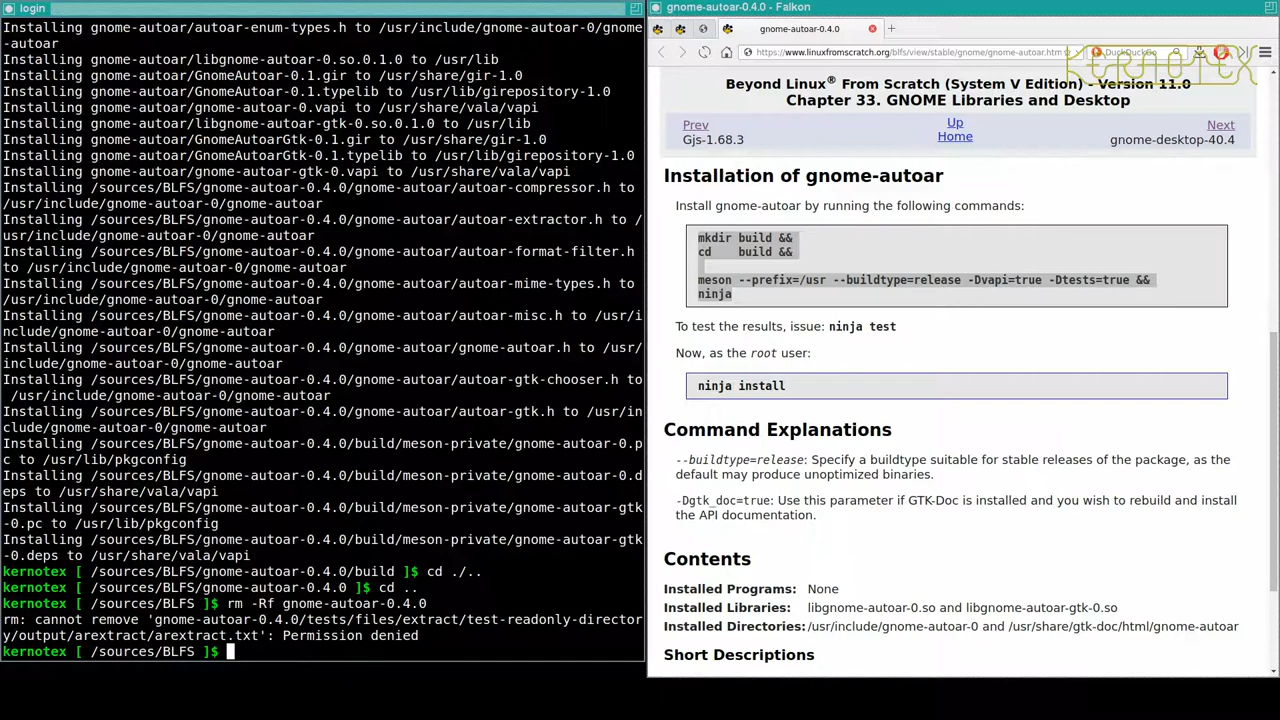 login
Installing gnome-autoar/autoar-enum-types.h to /usr/include/gnome-autoar-0/gnome
-autoar
Installing gnome-autoar/libgnome-autoar-0.so.0.1.0 to /usr/lib
Installing gnome-autoar/GnomeAutoar-0.1.gir to /usr/share/gir-1.0
Installing gnome-autoar/GnomeAutoar-0.1.typelib to /usr/lib/girepository-1.0
Installing gnome-autoar/gnome-autoar-0.vapi to /usr/share/vala/vapi
Installing gnome-autoar/libgnome-autoar-gtk-0.so.0.1.0 to /usr/lib
Installing gnome-autoar/GnomeAutoarGtk-0.1.gir to /usr/share/gir-1.0
Installing gnome-autoar/GnomeAutoarGtk-0.1.typelib to /usr/lib/girepository-1.0
Installing gnome-autoar/gnome-autoar-gtk-0.vapi to /usr/share/vala/vapi
Installing /sources/BLFS/gnome-autoar-0.4.0/gnome-autoar/autoar-compressor.h to
/usr/include/gnome-autoar-0/gnome-autoar
Installing /sources/BLFS/gnome-autoar-0.4.0/gnome-autoar/autoar-extractor.h to /
usr/include/gnome-autoar-0/gnome-autoar
Installing /sources/BLFS/gnome-autoar-0.4.0/gnome-autoar/autoar-format-filter.h
to /usr/include/gnome-autoar-0/gnome-autoar
Installing /sources/BLFS/gnome-autoar-0.4.0/gnome-autoar/autoar-mime-types.h to
/usr/include/gnome-autoar-0/gnome-autoar
Installing /sources/BLFS/gnome-autoar-0.4.0/gnome-autoar/autoar-misc.h to /usr/i
nclude/gnome-autoar-0/gnome-autoar
Installing /sources/BLFS/gnome-autoar-0.4.0/gnome-autoar/gnome-autoar.h to /usr/
include/gnome-autoar-0/gnome-autoar
Installing /sources/BLFS/gnome-autoar-0.4.0/gnome-autoar/autoar-gtk-chooser.h to
/usr/include/gnome-autoar-0/gnome-autoar
Installing /sources/BLFS/gnome-autoar-0.4.0/gnome-autoar/autoar-gtk.h to /usr/in
clude/gnome-autoar-0/gnome-autoar
Installing /sources/BLFS/gnome-autoar-0.4.0/build/meson-private/gnome-autoar-0.p
c to /usr/lib/pkgconfig
Installing /sources/BLFS/gnome-autoar-0.4.0/build/meson-private/gnome-autoar-0.d
eps to /usr/share/vala/vapi
Installing /sources/BLFS/gnome-autoar-0.4.0/build/meson-private/gnome-autoar-gtk
-0.pc to /usr/lib/pkgconfig
Installing /sources/BLFS/gnome-autoar-0.4.0/build/meson-private/gnome-autoar-gtk
-0.deps to /usr/share/vala/vapi
kernotex [ /sources/BLFS/gnome-autoar-0.4.0/build ]$ cd ./..
kernotex [ /sources/BLFS/gnome-autoar-0.4.0 ]$ cd ..
kernotex [ /sources/BLFS ]$ rm -Rf gnome-autoar-0.4.0
rm: cannot remove 'gnome-autoar-0.4.0/tests/files/extract/test-readonly-director
y/output/arextract/arextract.txt': Permission denied
kernotex [ /sources/BLFS ]$
gnome-autoar-0.4.0 - Falkon
gnome-autoar-0.4.0
https://www.linuxfromscratch.org/blfs/view/stable/gnome/gnome-autoar.htm
DuckDuckGo
KERNOTEX
Beyond Linux® From Scratch (System V Edition) - Version 11.0
Chapter 33. GNOME Libraries and Desktop
Prev Up Next
Gjs-1.68.3 Home gnome-desktop-40.4
Installation of gnome-autoar
Install gnome-autoar by running the following commands:
mkdir build &&
cd    build &&
meson --prefix=/usr --buildtype=release -Dvapi=true -Dtests=true &&
ninja
To test the results, issue: ninja test
Now, as the root user:
ninja install
Command Explanations
--buildtype=release: Specify a buildtype suitable for stable releases of the package, as the
default may produce unoptimized binaries.
-Dgtk_doc=true: Use this parameter if GTK-Doc is installed and you wish to rebuild and install
the API documentation.
Contents
Installed Programs: None
Installed Libraries: libgnome-autoar-0.so and libgnome-autoar-gtk-0.so
Installed Directories: /usr/include/gnome-autoar-0 and /usr/share/gtk-doc/html/gnome-autoar
Short Descriptions